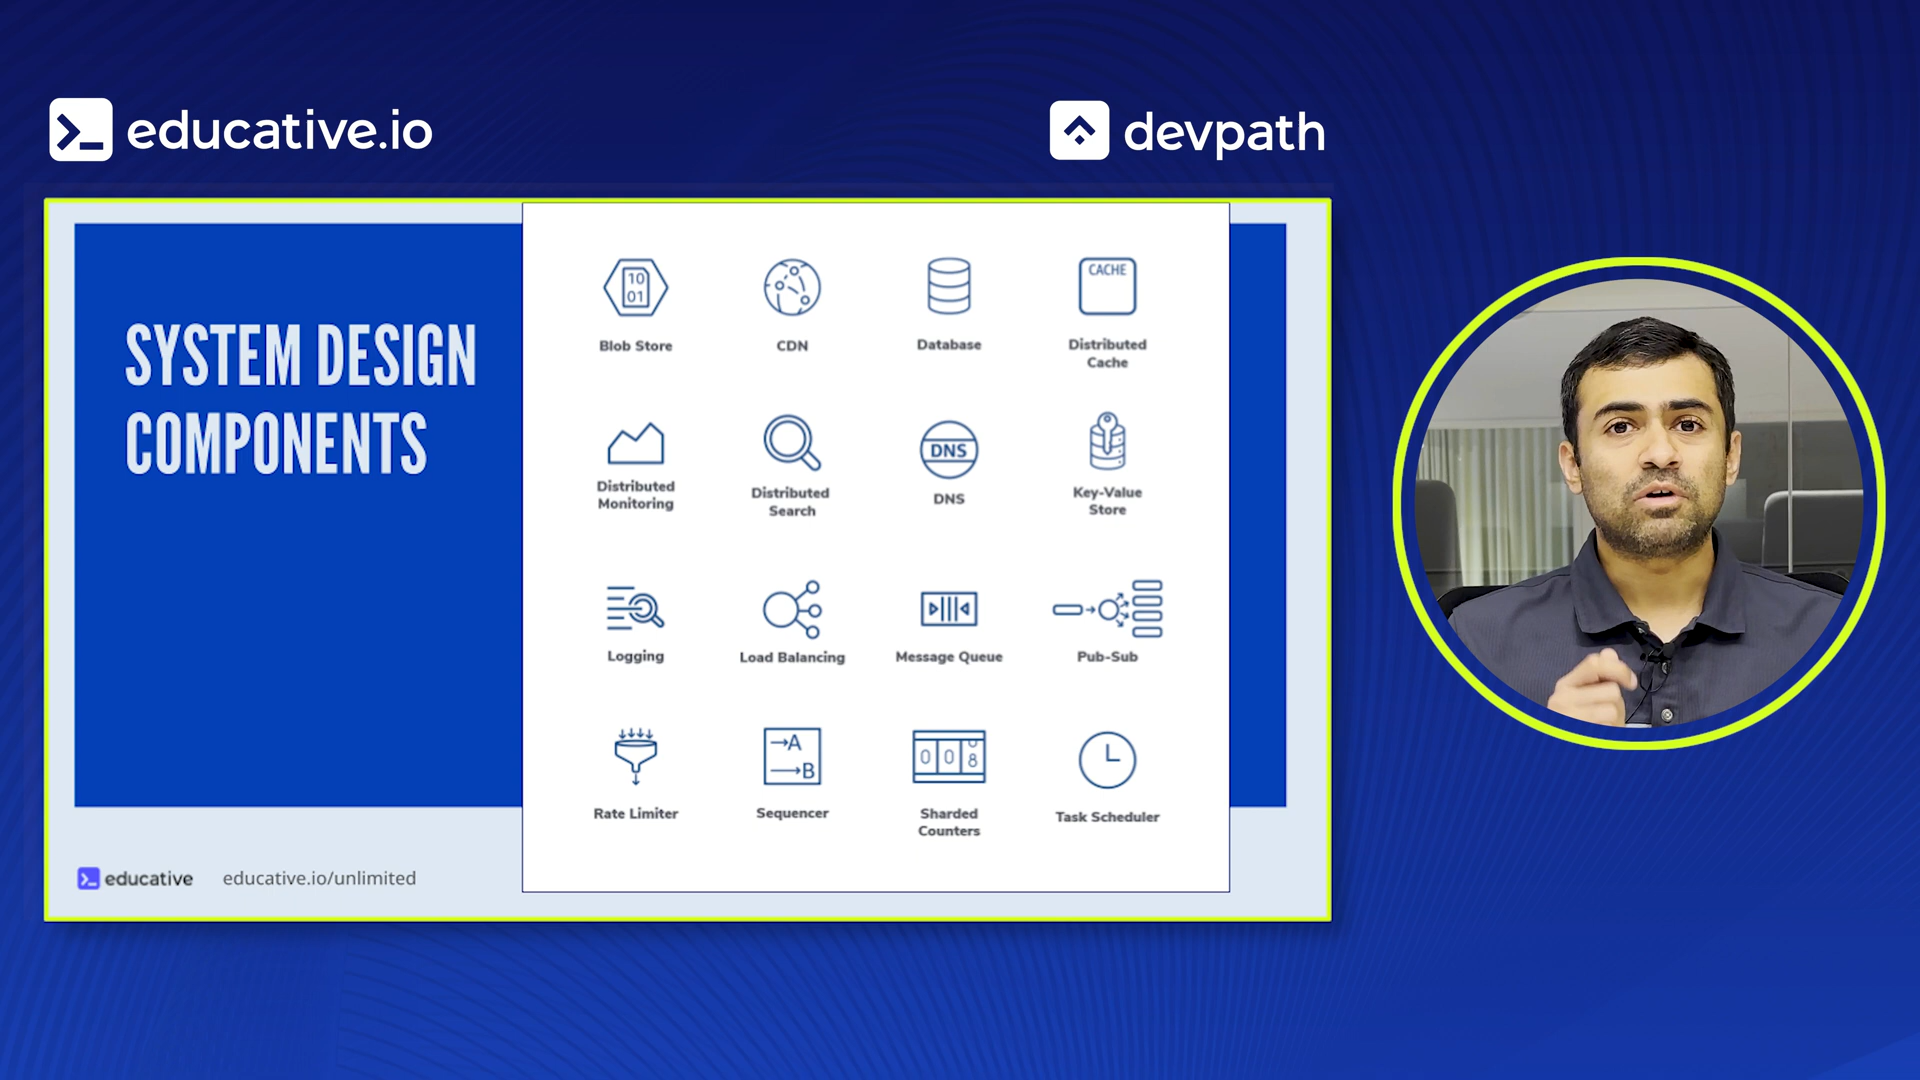 educative.io
devpath
SYSTEM DESIGN
COMPONENTS
10
01
Blob Store
CDN
Database
CACHE
Distributed
Cache
Distributed
Monitoring
Distributed
Search
DNS
DNS
Key-Value
Store
Logging
Load Balancing
Message Queue
Pub-Sub
Rate Limiter
A
B
Sequencer
0 0 8
Sharded
Counters
Task Scheduler
educative
educative.io/unlimited